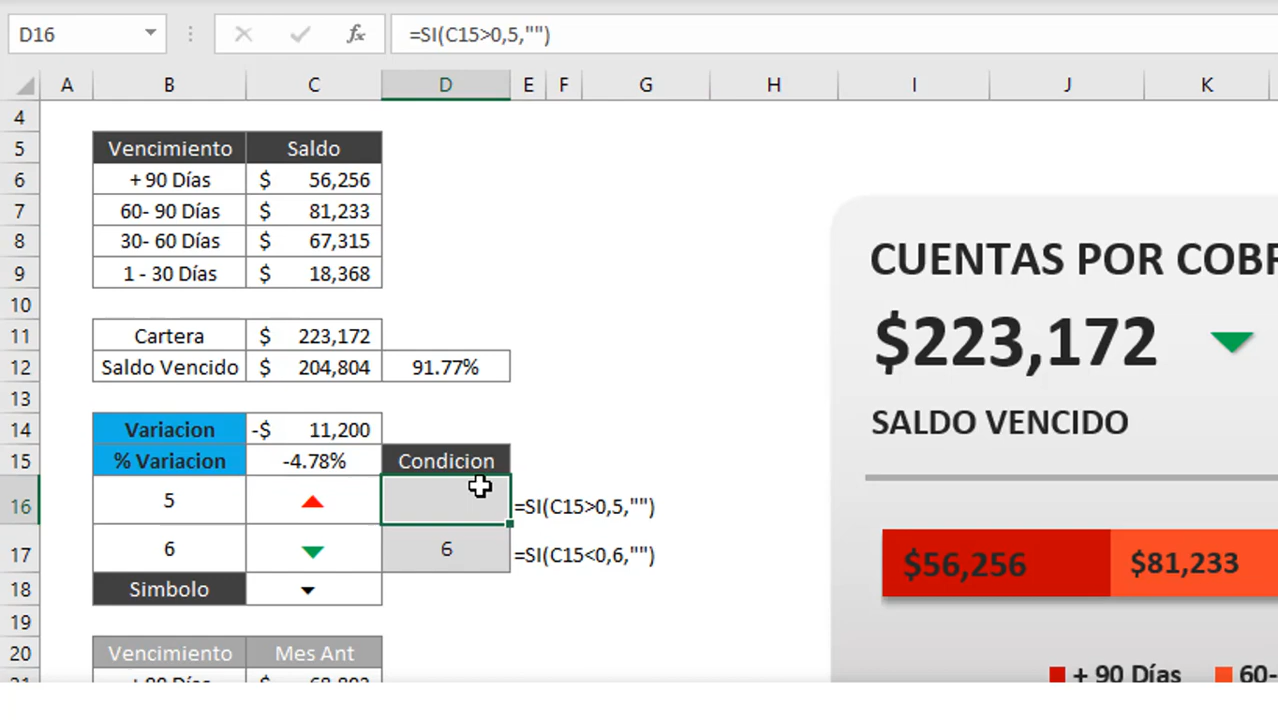 D16 fx =SI(C15>0,5,"")
A B C D E F G H I J K
4
5 Vencimiento Saldo
6 + 90 Días $ 56,256
7 60- 90 Días $ 81,233
8 30- 60 Días $ 67,315
9 1 - 30 Días $ 18,368
10
11 Cartera $ 223,172
12 Saldo Vencido $ 204,804 91.77%
13
14 Variacion -$ 11,200
15 % Variacion -4.78% Condicion
16 5 =SI(C15>0,5,"")
17 6 6 =SI(C15<0,6,"")
18 Simbolo
19
20 Vencimiento Mes Ant
CUENTAS POR COBR
$223,172
SALDO VENCIDO
$56,256 $81,233
+ 90 Días 60-